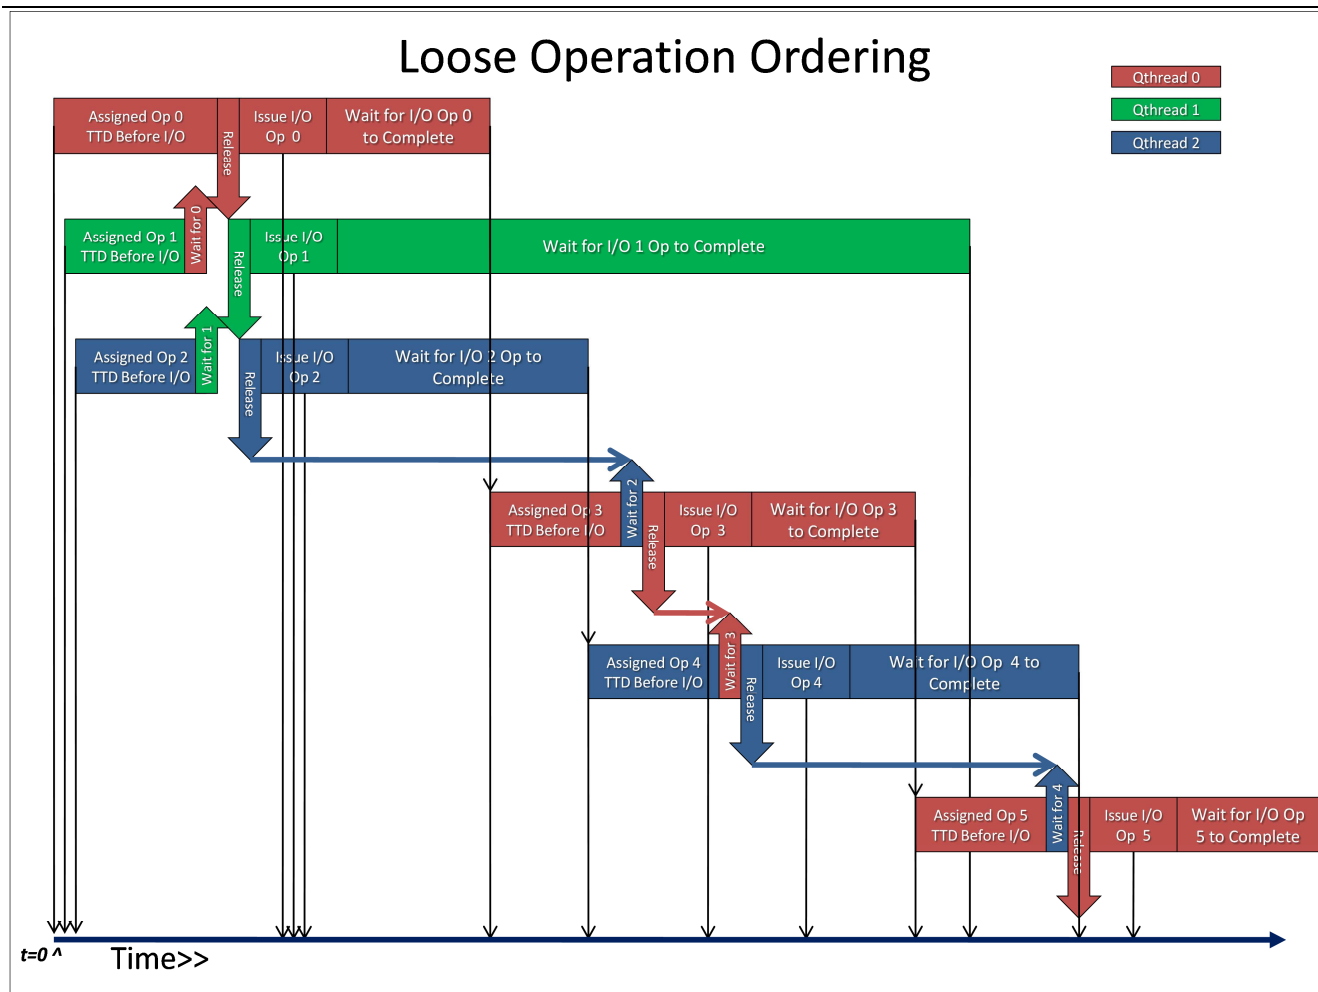 Loose Operation Ordering
Qthread 0
Qthread 1
Qthread 2
Assigned Op 0
TTD Before I/O
Release
Issue I/O
Op 0
Wait for I/O Op 0
to Complete
Assigned Op 1
TTD Before I/O
Wait for 0
Release
Issue I/O
Op 1
Wait for I/O 1 Op to Complete
Assigned Op 2
TTD Before I/O
Wait for 1
Release
Issue I/O
Op 2
Wait for I/O 2 Op to
Complete
Assigned Op 3
TTD Before I/O
Wait for 2
Release
Issue I/O
Op 3
Wait for I/O Op 3
to Complete
Assigned Op 4
TTD Before I/O
Wait for 3
Release
Issue I/O
Op 4
Wait for I/O Op 4 to
Complete
Assigned Op 5
TTD Before I/O
Wait for 4
Release
Issue I/O
Op 5
Wait for I/O Op
5 to Complete
t=0 ^
Time>>